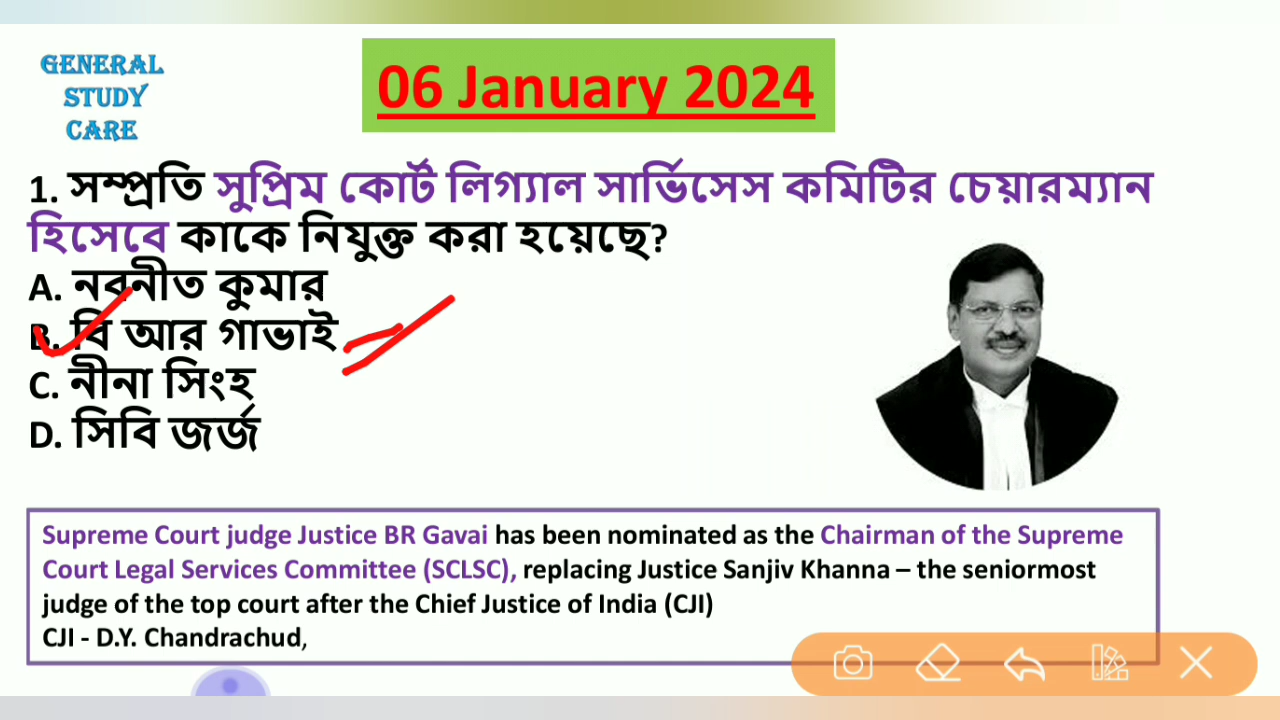 GENERAL
STUDY
CARE
06 January 2024
1. সম্প্রতি সুপ্রিম কোর্ট লিগ্যাল সার্ভিসেস কমিটির চেয়ারম্যান
হিসেবে কাকে নিযুক্ত করা হয়েছে?
A. নবনীত কুমার
B. বি আর গাভাই
C. নীনা সিংহ
D. সিবি জর্জ
Supreme Court judge Justice BR Gavai has been nominated as the Chairman of the Supreme
Court Legal Services Committee (SCLSC), replacing Justice Sanjiv Khanna – the seniormost
judge of the top court after the Chief Justice of India (CJI)
CJI - D.Y. Chandrachud,